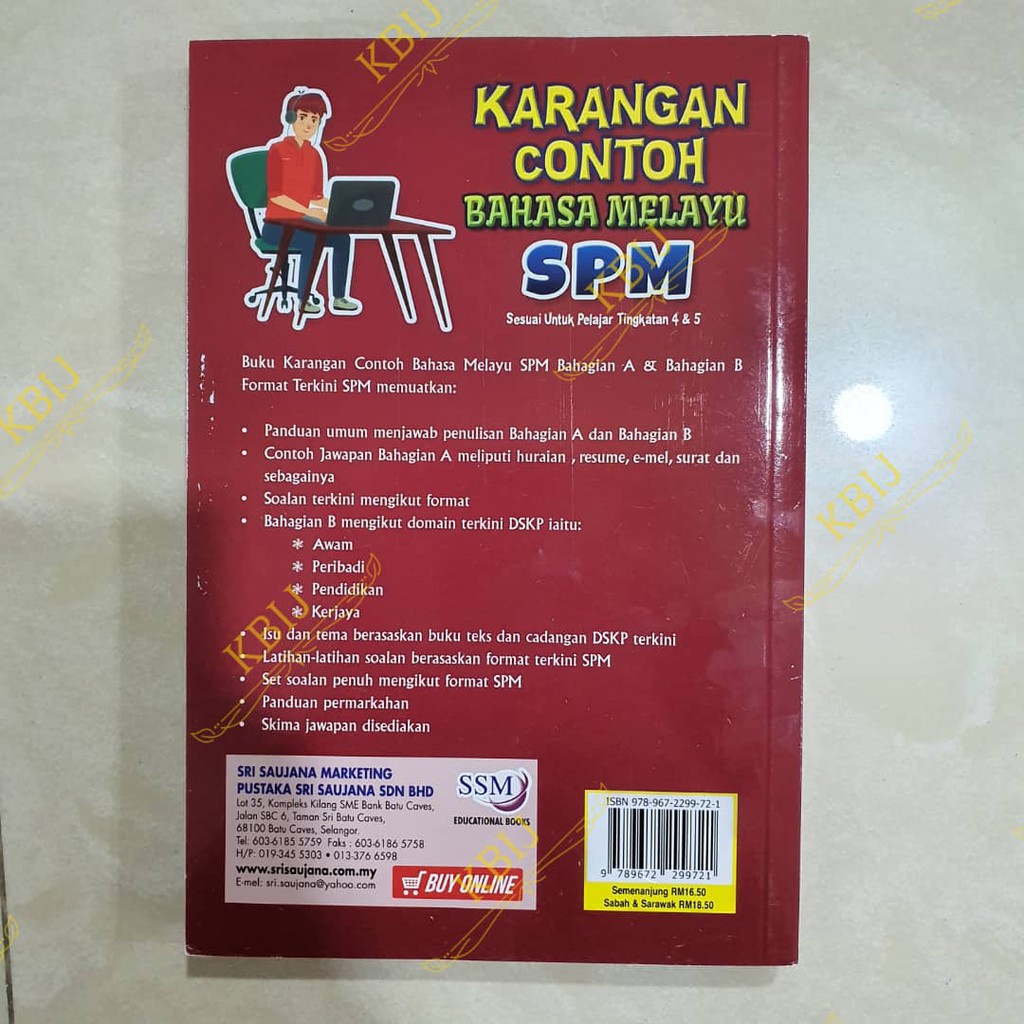 KARANGAN
CONTOH
BAHASA MELAYU
SPM
Sesuai Untuk Pelajar Tingkatan 4 & 5
Buku Karangan Contoh Bahasa Melayu SPM Bahagian A & Bahagian B
Format Terkini SPM memuatkan:
• Panduan umum menjawab penulisan Bahagian A dan Bahagian B
• Contoh Jawapan Bahagian A meliputi huraian , resume, e-mel, surat dan
sebagainya
• Soalan terkini mengikut format
• Bahagian B mengikut domain terkini DSKP iaitu:
* Awam
* Peribadi
* Pendidikan
* Kerjaya
• Isu dan tema berasaskan buku teks dan cadangan DSKP terkini
• Latihan-latihan soalan berasaskan format terkini SPM
• Set soalan penuh mengikut format SPM
• Panduan permarkahan
• Skima jawapan disediakan
SRI SAUJANA MARKETING
PUSTAKA SRI SAUJANA SDN BHD
Lot 35, Kompleks Kilang SME Bank Batu Caves,
Jalan SBC 6, Taman Sri Batu Caves,
68100 Batu Caves, Selangor.
Tel: 603-6185 5759 Faks : 603-6186 5758
H/P: 019-345 5303 • 013-376 6598
www.srisaujana.com.my
E-mel: sri.saujana@yahoo.com
SSM
EDUCATIONAL BOOKS
BUY ONLINE
ISBN 978-967-2299-72-1
9 789672 299721
Semenanjung RM16.50
Sabah & Sarawak RM18.50
KBIJ
KBIJ
KBIJ
KBIJ
KBIJ
KBIJ